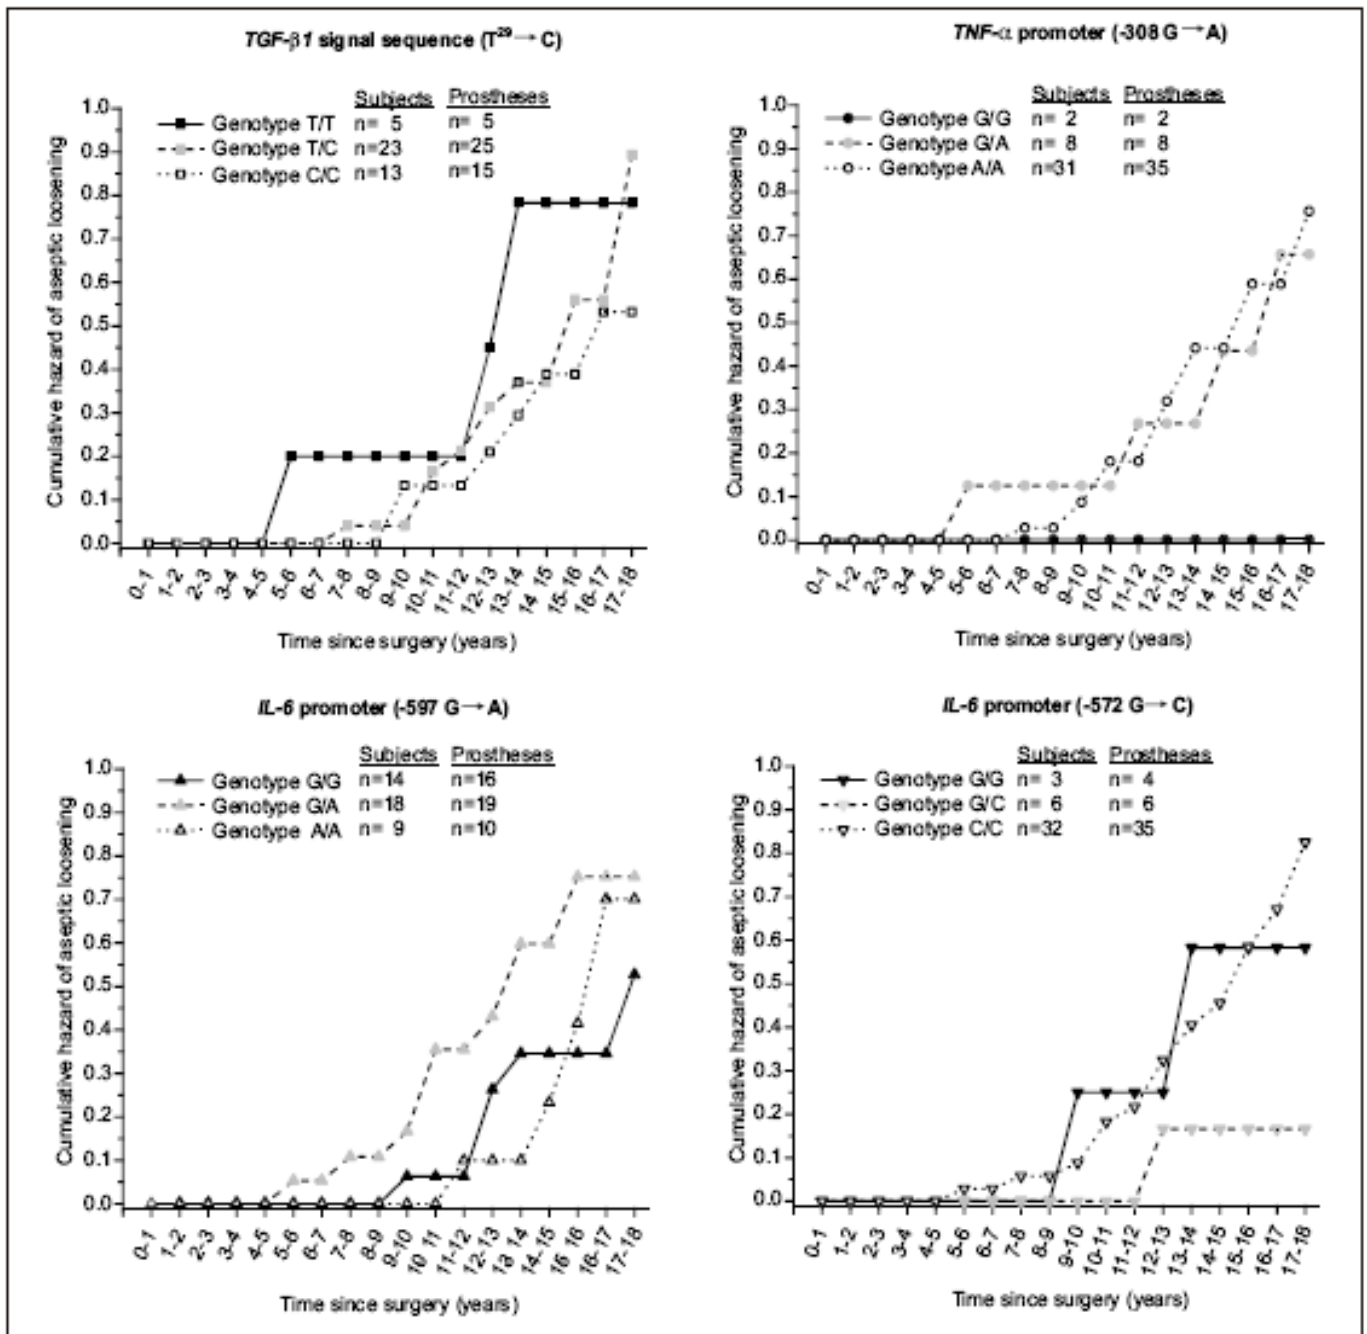 TGF-β1 signal sequence (T²⁹→C)
Subjects Prostheses
Genotype T/T n= 5 n= 5
Genotype T/C n=23 n=25
Genotype C/C n=13 n=15
Cumulative hazard of aseptic loosening
1.0
0.9
0.8
0.7
0.6
0.5
0.4
0.3
0.2
0.1
0.0
0-1 1-2 2-3 3-4 4-5 5-6 6-7 7-8 8-9 9-10 10-11 11-12 12-13 13-14 14-15 15-16 16-17 17-18
Time since surgery (years)
TNF-α promoter (-308 G→A)
Subjects Prostheses
Genotype G/G n= 2 n= 2
Genotype G/A n= 8 n= 8
Genotype A/A n=31 n=35
Cumulative hazard of aseptic loosening
1.0
0.9
0.8
0.7
0.6
0.5
0.4
0.3
0.2
0.1
0.0
0-1 1-2 2-3 3-4 4-5 5-6 6-7 7-8 8-9 9-10 10-11 11-12 12-13 13-14 14-15 15-16 16-17 17-18
Time since surgery (years)
IL-6 promoter (-597 G→A)
Subjects Prostheses
Genotype G/G n=14 n=16
Genotype G/A n=18 n=19
Genotype A/A n= 9 n=10
Cumulative hazard of aseptic loosening
1.0
0.9
0.8
0.7
0.6
0.5
0.4
0.3
0.2
0.1
0.0
0-1 1-2 2-3 3-4 4-5 5-6 6-7 7-8 8-9 9-10 10 11 11-12 12-13 13 14 14-15 16 16 16-17 17-18
Time since surgery (years)
IL-6 promoter (-572 G→C)
Subjects Prostheses
Genotype G/G n= 3 n= 4
Genotype G/C n= 6 n= 6
Genotype C/C n=32 n=35
Cumulative hazard of aseptic loosening
1.0
0.9
0.8
0.7
0.6
0.5
0.4
0.3
0.2
0.1
0.0
0-1 1-2 2-3 3-4 4-5 5-6 6-7 7-8 8-9 9-10 10-11 11-12 12-13 13-14 14-15 15-16 16-17 17-18
Time since surgery (years)